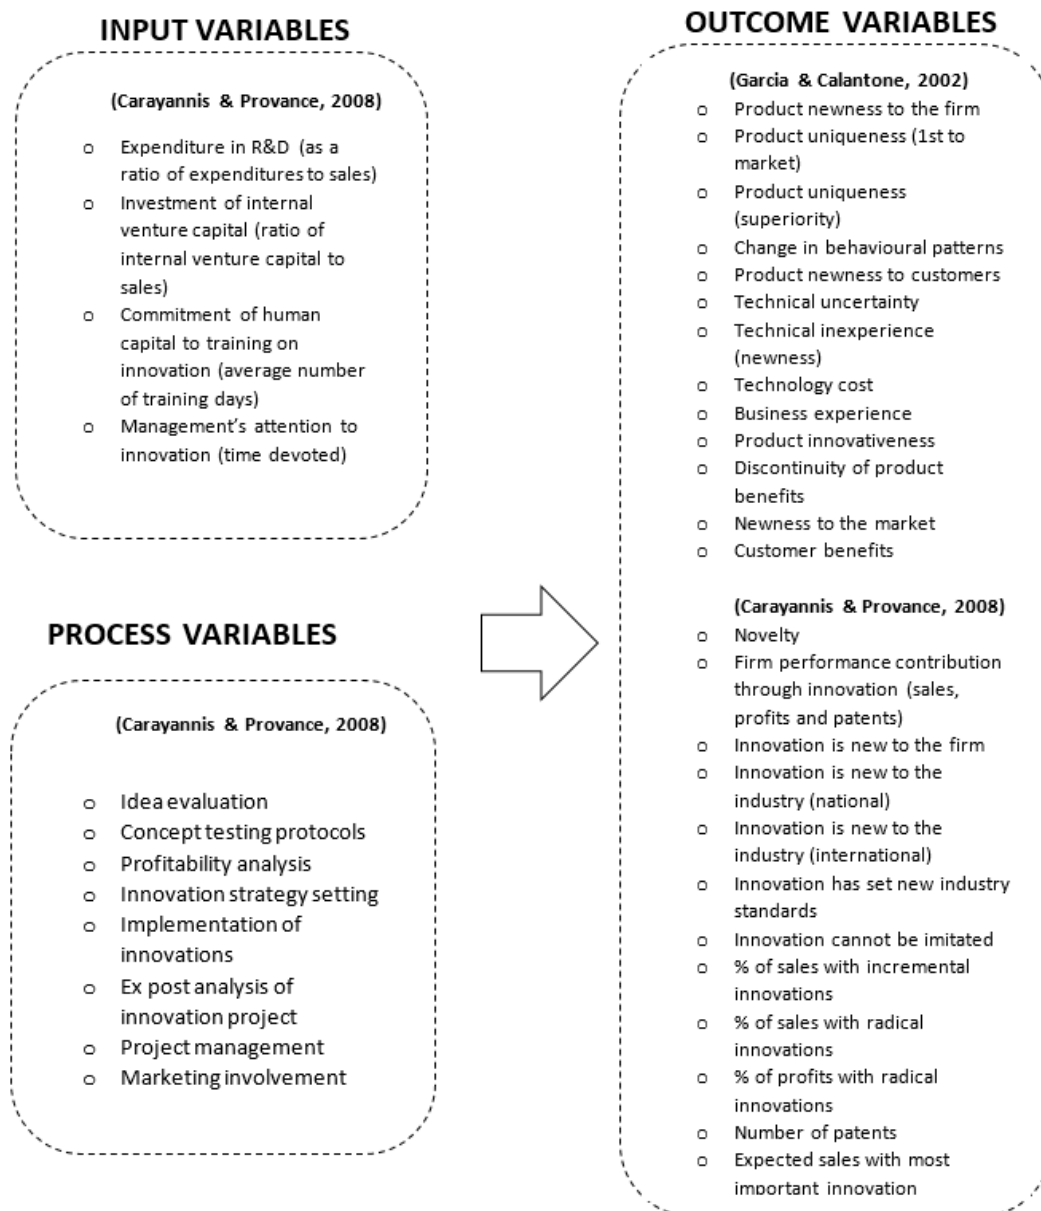 INPUT VARIABLES
(Carayannis & Provance, 2008)
o Expenditure in R&D (as a
ratio of expenditures to sales)
o Investment of internal
venture capital (ratio of
internal venture capital to
sales)
o Commitment of human
capital to training on
innovation (average number
of training days)
o Management's attention to
innovation (time devoted)
PROCESS VARIABLES
(Carayannis & Provance, 2008)
o Idea evaluation
o Concept testing protocols
o Profitability analysis
o Innovation strategy setting
o Implementation of
innovations
o Ex post analysis of
innovation project
o Project management
o Marketing involvement
OUTCOME VARIABLES
(Garcia & Calantone, 2002)
o Product newness to the firm
o Product uniqueness (1st to
market)
o Product uniqueness
(superiority)
o Change in behavioural patterns
o Product newness to customers
o Technical uncertainty
o Technical inexperience
(newness)
o Technology cost
o Business experience
o Product innovativeness
o Discontinuity of product
benefits
o Newness to the market
o Customer benefits
(Carayannis & Provance, 2008)
o Novelty
o Firm performance contribution
through innovation (sales,
profits and patents)
o Innovation is new to the firm
o Innovation is new to the
industry (national)
o Innovation is new to the
industry (international)
o Innovation has set new industry
standards
o Innovation cannot be imitated
o % of sales with incremental
innovations
o % of sales with radical
innovations
o % of profits with radical
innovations
o Number of patents
o Expected sales with most
important innovation